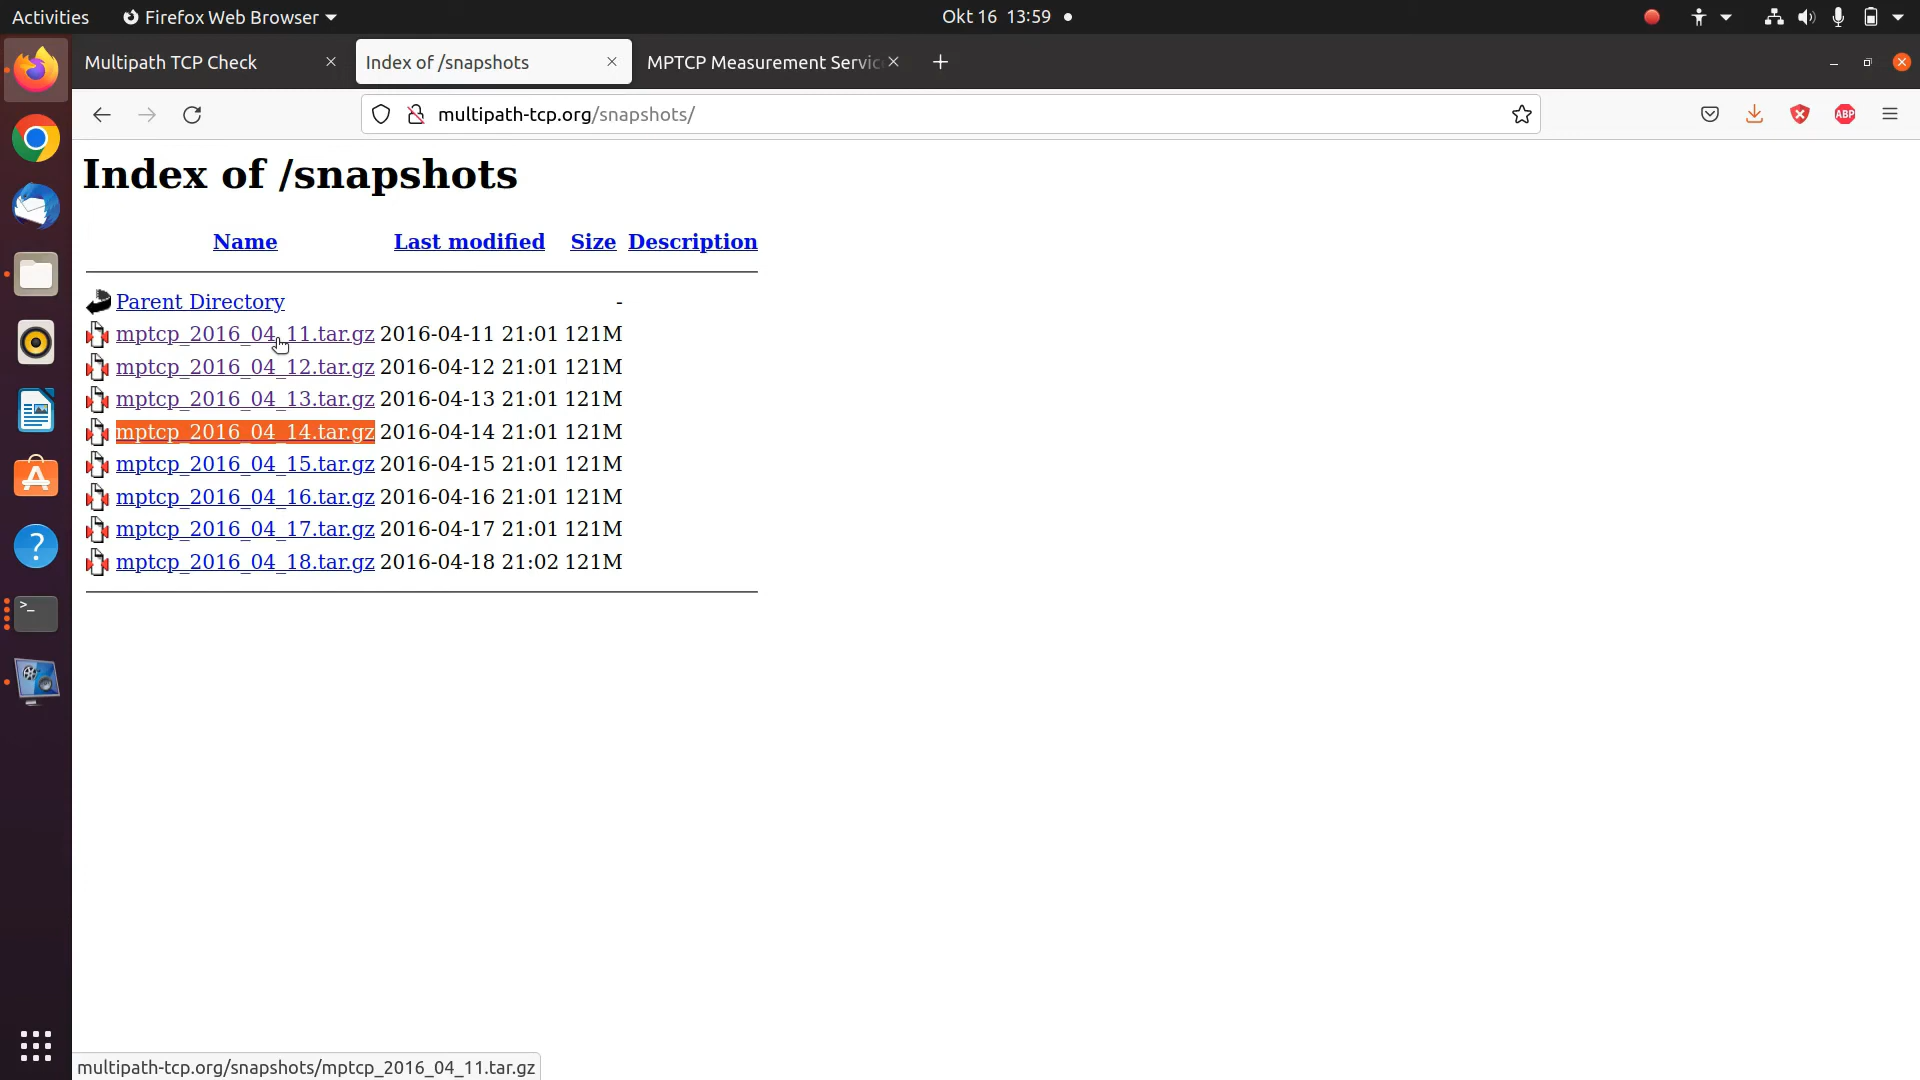 Activities Firefox Web Browser Okt 16 13:59
Multipath TCP Check Index of /snapshots MPTCP Measurement Servic
multipath-tcp.org/snapshots/ ABP
Index of /snapshots
Name Last modified Size Description
Parent Directory -
mptcp_2016_04_11.tar.gz 2016-04-11 21:01 121M
mptcp_2016_04_12.tar.gz 2016-04-12 21:01 121M
mptcp_2016_04_13.tar.gz 2016-04-13 21:01 121M
mptcp_2016_04_14.tar.gz 2016-04-14 21:01 121M
mptcp_2016_04_15.tar.gz 2016-04-15 21:01 121M
mptcp_2016_04_16.tar.gz 2016-04-16 21:01 121M
mptcp_2016_04_17.tar.gz 2016-04-17 21:01 121M
mptcp_2016_04_18.tar.gz 2016-04-18 21:02 121M
multipath-tcp.org/snapshots/mptcp_2016_04_11.tar.gz